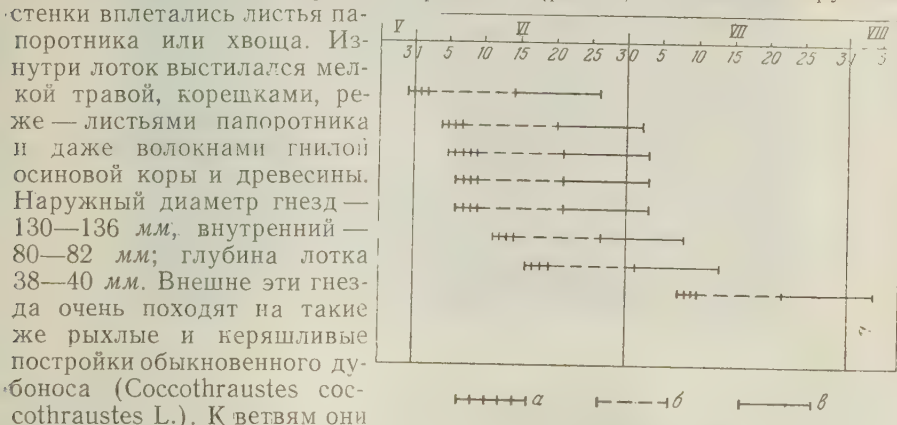 стенки вплетались листья па-
поротника или хвоща. Из-
нутри лоток выстилался мел-
кой травой, корешками, ре-
же — листьями папоротника
и даже волокнами гнилой
осиновой коры и древесины.
Наружный диаметр гнезд —
130—136 мм, внутренний —
80—82 мм; глубина лотка
38—40 мм. Внешне эти гнез-
да очень походят на такие
же рыхлые и керяшливые
постройки обыкновенного ду-
боноса (Coccothraustes coc-
cothraustes L.). К ветвям они
V VI VII VIII
31 5 10 15 20 25 30 5 10 15 20 25 31 5
а б в